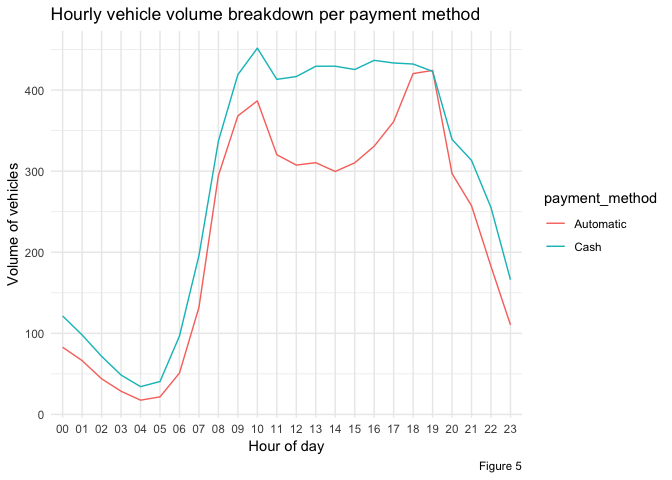 Hourly vehicle volume breakdown per payment method
Volume of vehicles
400
300
200
100
0
00 01 02 03 04 05 06 07 08 09 10 11 12 13 14 15 16 17 18 19 20 21 22 23
Hour of day
payment_method
Automatic
Cash
Figure 5